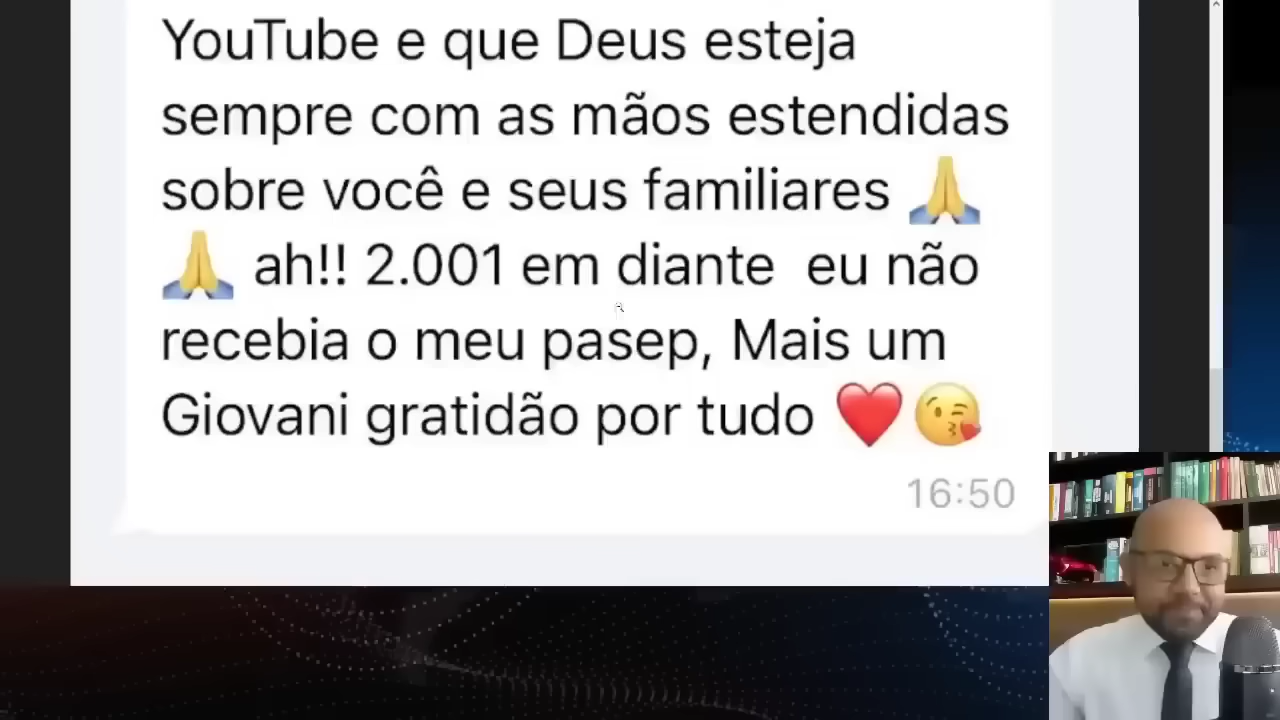 YouTube e que Deus esteja
sempre com as mãos estendidas
sobre você e seus familiares 🙏
🙏 ah!! 2.001 em diante  eu não
recebia o meu pasep, Mais um
Giovani gratidão por tudo ❤️😘
16:50